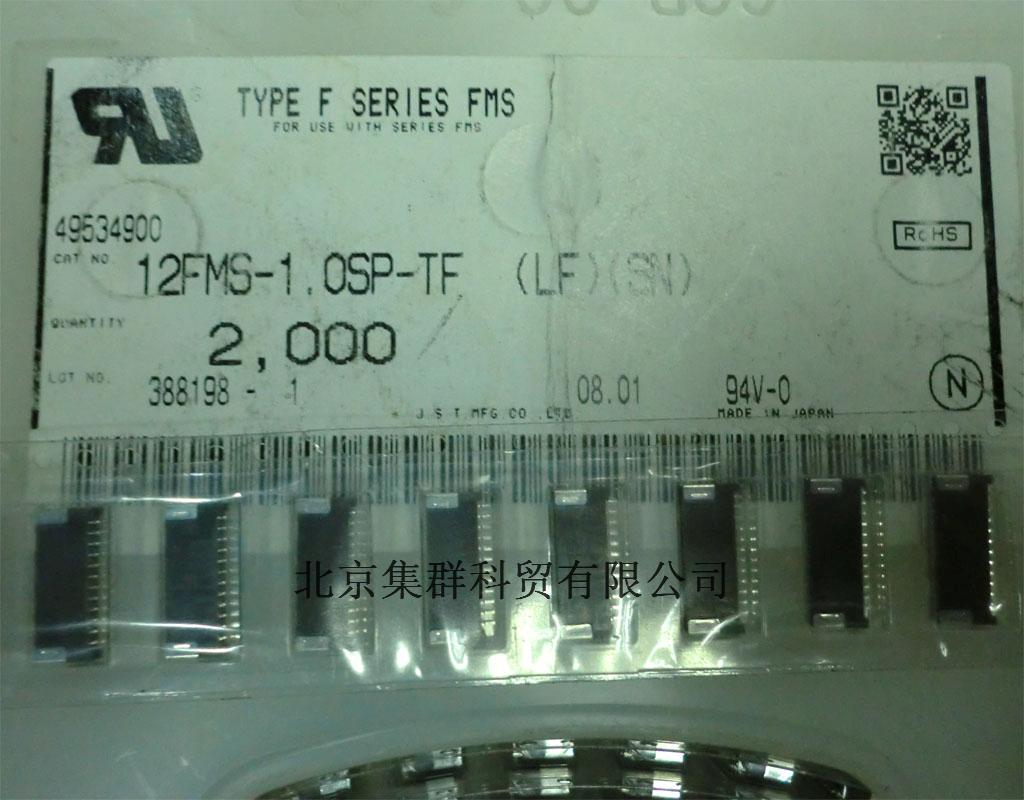 TYPE F SERIES FMS
FOR USE WITH SERIES FMS
49534900
RoHS
CAT NO. 12FMS-1.0SP-TF (LF)(SN)
QUANTITY 2,000
LOT NO. 388198 - 1 08.01 94V-0 N
J.S.T.MFG CO.,LTD MADE IN JAPAN
北京集群科贸有限公司